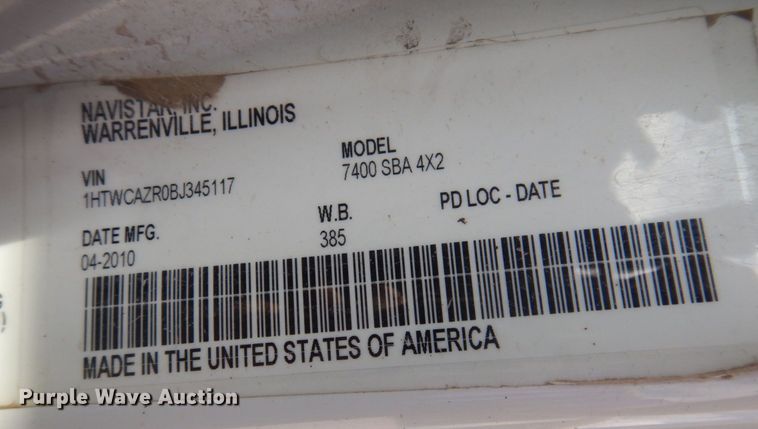 NAVISTAR, INC.
WARRENVILLE, ILLINOIS
VIN
1HTWCAZR0BJ345117
MODEL
7400 SBA 4X2
DATE MFG.
04-2010
W.B.
385
PD LOC - DATE
MADE IN THE UNITED STATES OF AMERICA
Purple Wave Auction